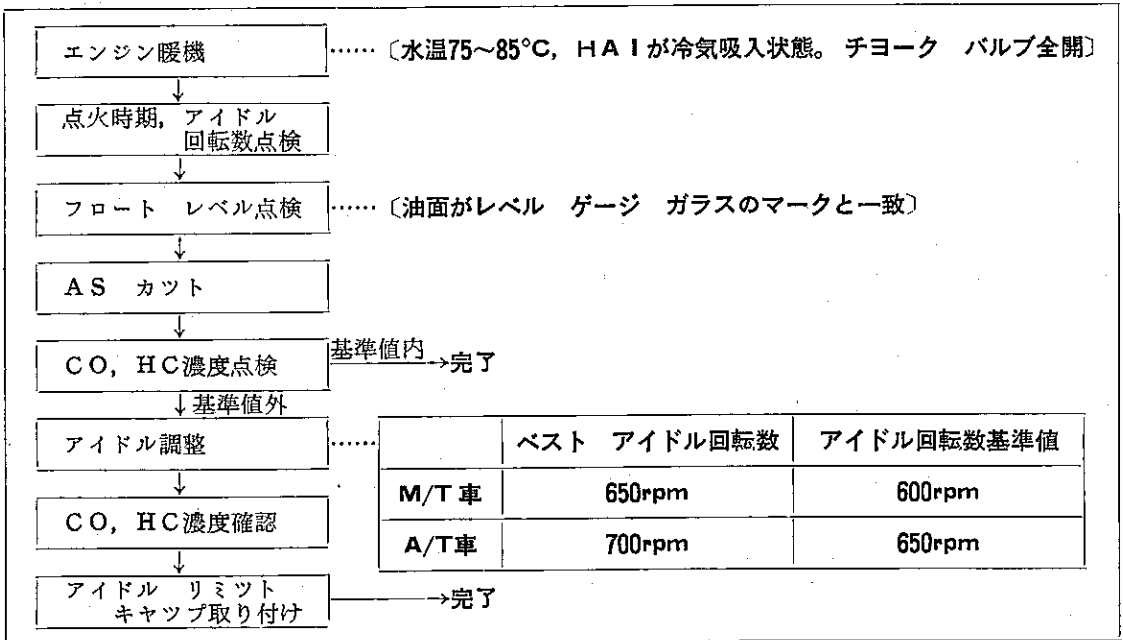 エンジン暖機 …… 〔水温75〜85°C, HAIが冷気吸入状態。 チヨーク バルブ全開〕
↓
点火時期, アイドル
回転数点検
↓
フロート レベル点検 …… 〔油面がレベル ゲージ ガラスのマークと一致〕
↓
AS カツト
↓
CO, HC濃度点検 基準値内 →完了
↓基準値外
アイドル調整 …… ベスト アイドル回転数 アイドル回転数基準値
↓
M/T車 650rpm 600rpm
CO, HC濃度確認
A/T車 700rpm 650rpm
↓
アイドル リミツト
キャツプ取り付け →完了